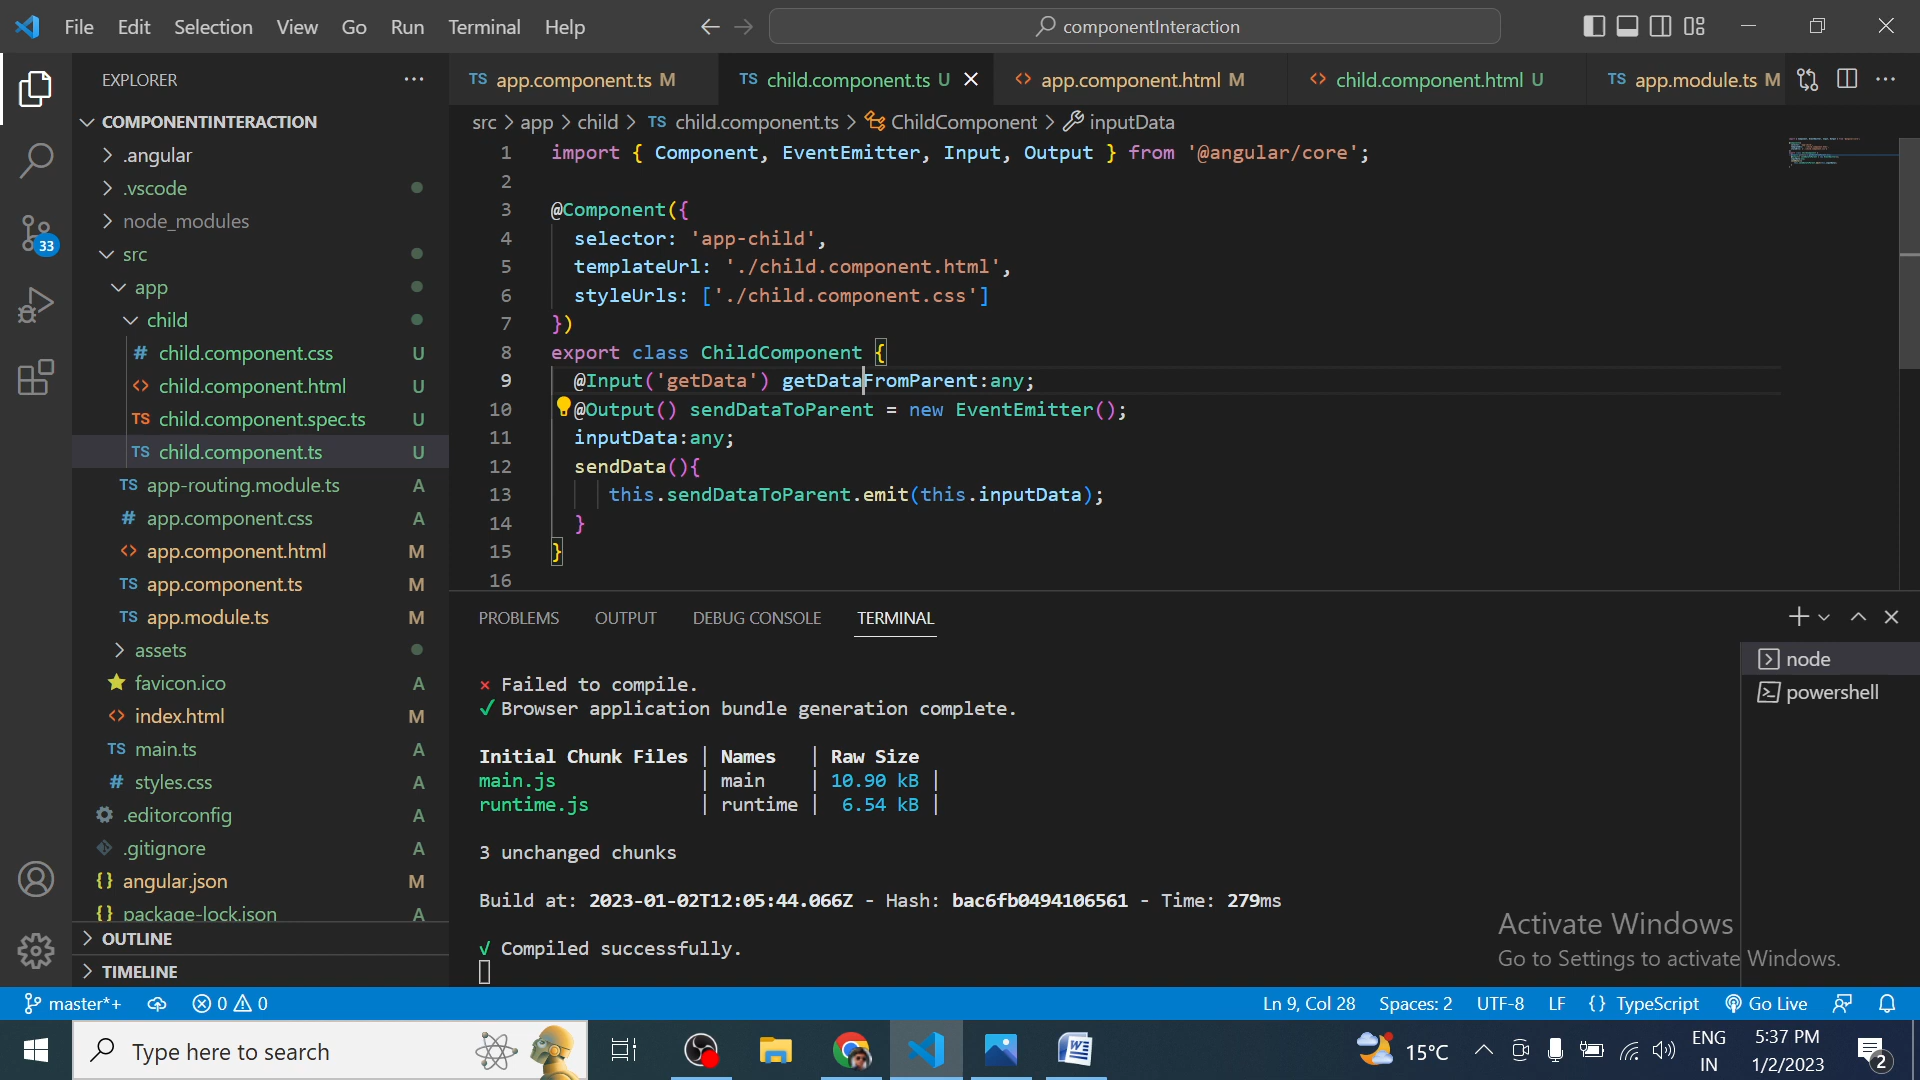 File Edit Selection View Go Run Terminal Help
componentInteraction
EXPLORER
TS app.component.ts M
TS child.component.ts U
<> app.component.html M
<> child.component.html U
TS app.module.ts M
COMPONENTINTERACTION
.angular
.vscode
node_modules
src
app
child
# child.component.css U
<> child.component.html U
TS child.component.spec.ts U
TS child.component.ts U
TS app-routing.module.ts A
# app.component.css A
<> app.component.html M
TS app.component.ts M
TS app.module.ts M
assets
favicon.ico A
<> index.html M
TS main.ts A
# styles.css A
.editorconfig A
.gitignore A
{} angular.json M
{} package-lock.json A
OUTLINE
TIMELINE
33
src > app > child > TS child.component.ts > ChildComponent > inputData
1 import { Component, EventEmitter, Input, Output } from '@angular/core';
2
3 @Component({
4 selector: 'app-child',
5 templateUrl: './child.component.html',
6 styleUrls: ['./child.component.css']
7 })
8 export class ChildComponent {
9 @Input('getData') getDataFromParent:any;
10 @Output() sendDataToParent = new EventEmitter();
11 inputData:any;
12 sendData(){
13 this.sendDataToParent.emit(this.inputData);
14 }
15 }
16
PROBLEMS OUTPUT DEBUG CONSOLE TERMINAL
× Failed to compile.
√ Browser application bundle generation complete.
Initial Chunk Files | Names | Raw Size
main.js | main | 10.90 kB |
runtime.js | runtime | 6.54 kB |
3 unchanged chunks
Build at: 2023-01-02T12:05:44.066Z - Hash: bac6fb0494106561 - Time: 279ms
√ Compiled successfully.
node
powershell
Activate Windows
Go to Settings to activate Windows.
master*+ 0 0
Ln 9, Col 28 Spaces: 2 UTF-8 LF {} TypeScript Go Live
Type here to search
15°C
ENG
IN
5:37 PM
1/2/2023
2